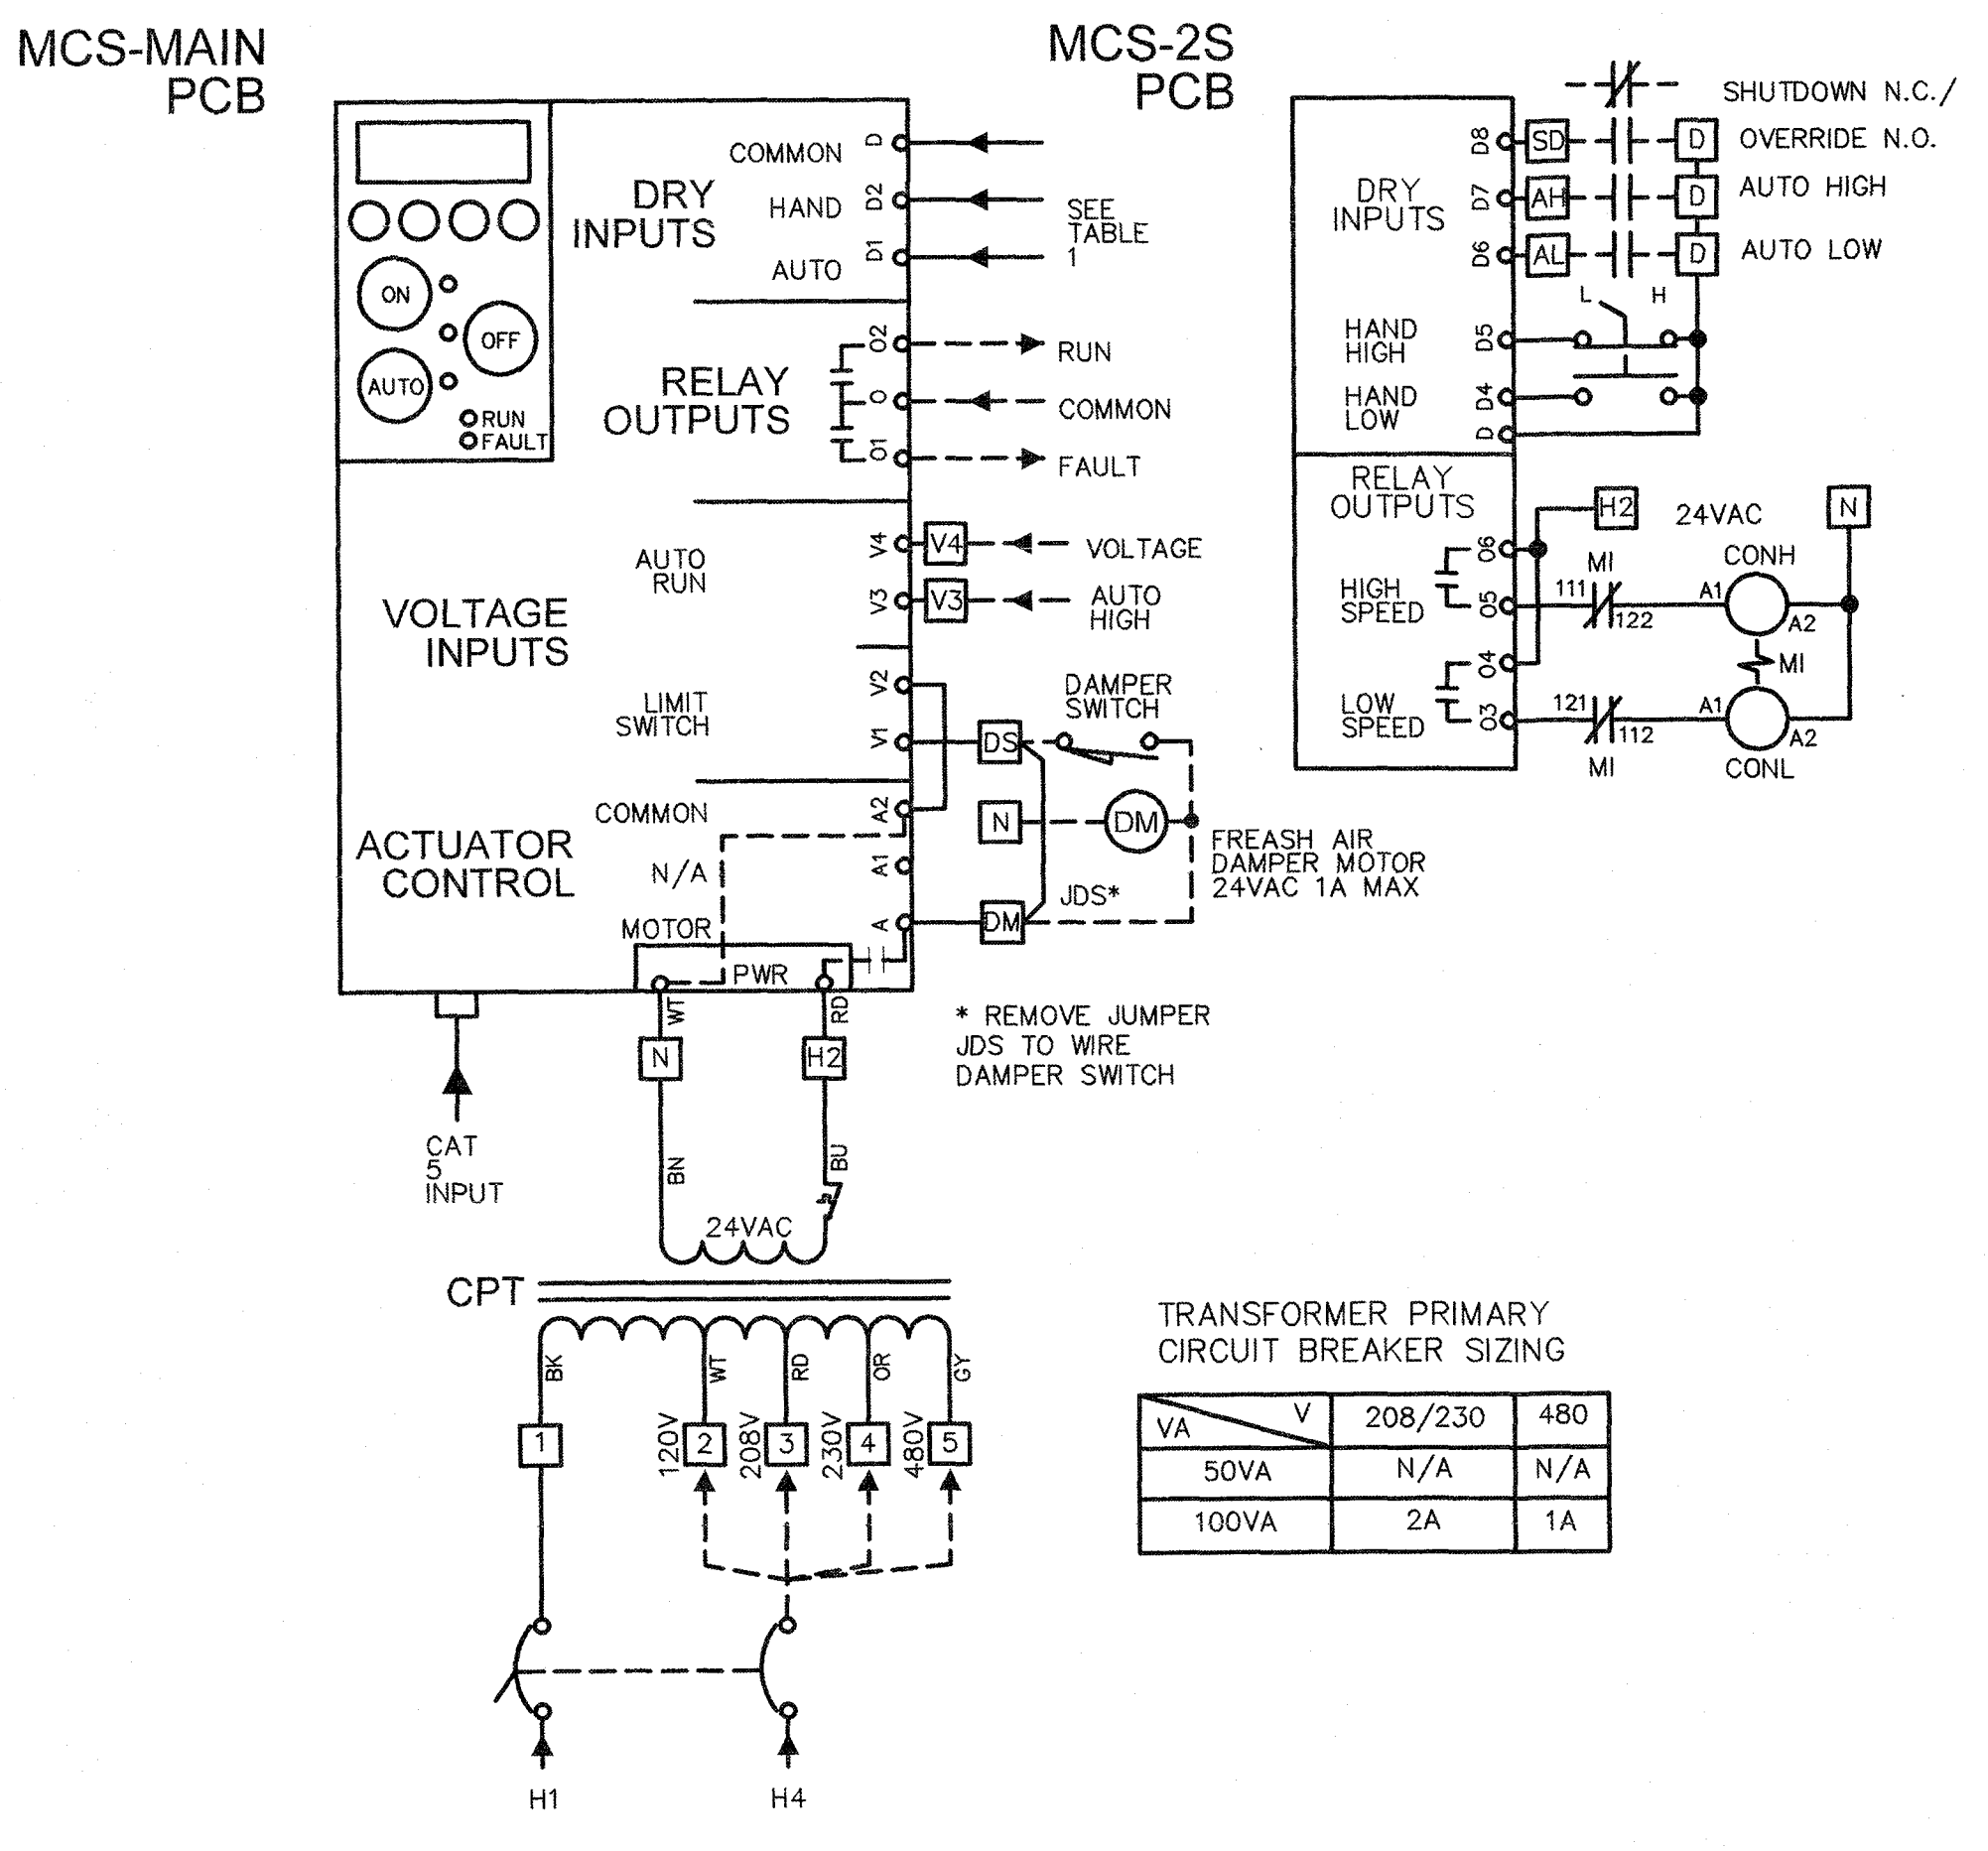 MCS-MAIN
PCB
ON
OFF
AUTO
RUN
FAULT
DRY
INPUTS
COMMON
HAND
AUTO
D
D2
D1
SEE
TABLE
1
RELAY
OUTPUTS
O2
O
O1
RUN
COMMON
FAULT
VOLTAGE
INPUTS
AUTO
RUN
V4
V3
V4
V3
VOLTAGE
AUTO
HIGH
LIMIT
SWITCH
V2
V1
DS
DAMPER
SWITCH
ACTUATOR
CONTROL
COMMON
N/A
MOTOR
A2
A1
A
N
DM
DM
JDS*
FREASH AIR
DAMPER MOTOR
24VAC 1A MAX
PWR
WT
RD
N
H2
* REMOVE JUMPER
JDS TO WIRE
DAMPER SWITCH
CAT
5
INPUT
BN
BU
24VAC
CPT
BK
WT
RD
OR
GY
1
120V
2
208V
3
230V
4
480V
5
H1
H4
MCS-2S
PCB
DRY
INPUTS
D8
SD
D
SHUTDOWN N.C./
OVERRIDE N.O.
D7
AH
D
AUTO HIGH
D6
AL
D
AUTO LOW
L
H
HAND
HIGH
D5
HAND
LOW
D4
D
RELAY
OUTPUTS
H2
24VAC
N
O6
HIGH
SPEED
O5
111
MI
122
A1
CONH
A2
O4
MI
LOW
SPEED
O3
121
112
MI
A1
A2
CONL
TRANSFORMER PRIMARY
CIRCUIT BREAKER SIZING
VA V 208/230 480
50VA N/A N/A
100VA 2A 1A